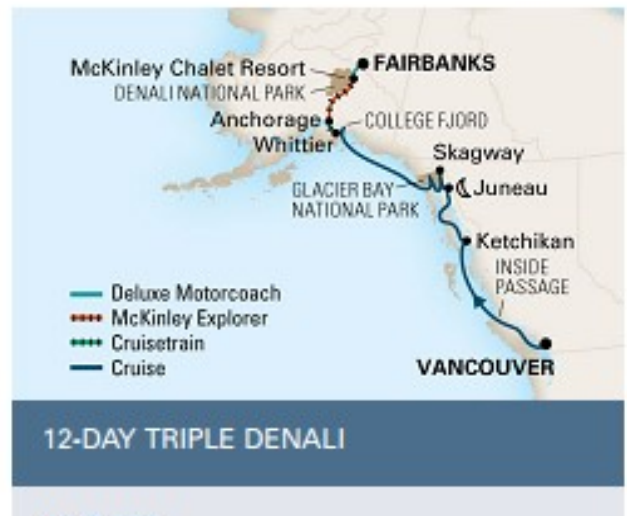 McKinley Chalet Resort
FAIRBANKS
DENALI NATIONAL PARK
Anchorage
COLLEGE FJORD
Whittier
Skagway
GLACIER BAY
NATIONAL PARK
Juneau
Ketchikan
INSIDE
PASSAGE
Deluxe Motorcoach
McKinley Explorer
Cruisetrain
Cruise
VANCOUVER
12-DAY TRIPLE DENALI